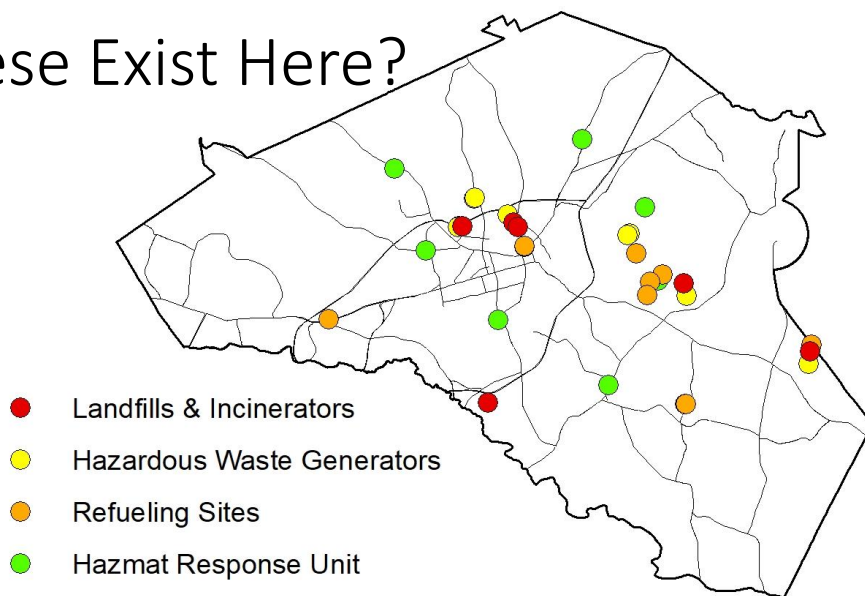 ese Exist Here?
Landfills & Incinerators
Hazardous Waste Generators
Refueling Sites
Hazmat Response Unit